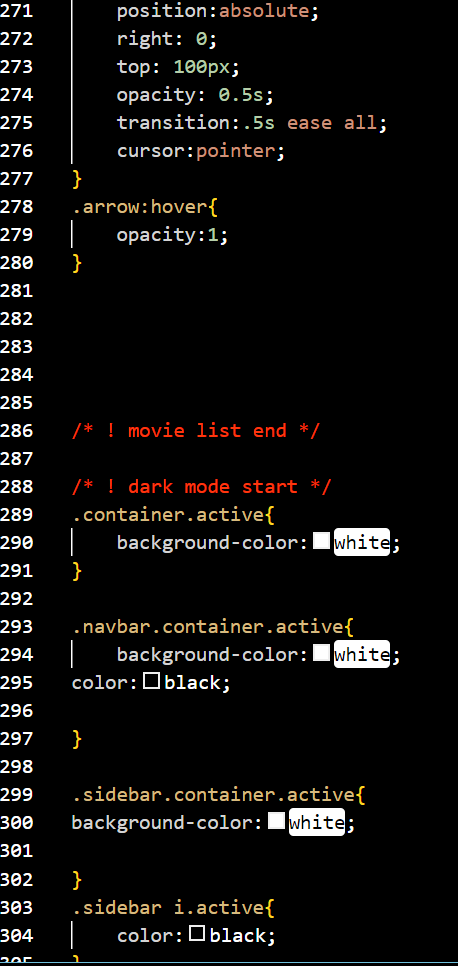 271 position:absolute;
272 right: 0;
273 top: 100px;
274 opacity: 0.5s;
275 transition:.5s ease all;
276 cursor:pointer;
277 }
278 .arrow:hover{
279 opacity:1;
280 }
281
282
283
284
285
286 /* ! movie list end */
287
288 /* ! dark mode start */
289 .container.active{
290 background-color:white;
291 }
292
293 .navbar.container.active{
294 background-color:white;
295 color:black;
296
297 }
298
299 .sidebar.container.active{
300 background-color:white;
301
302 }
303 .sidebar i.active{
304 color:black;
305 }